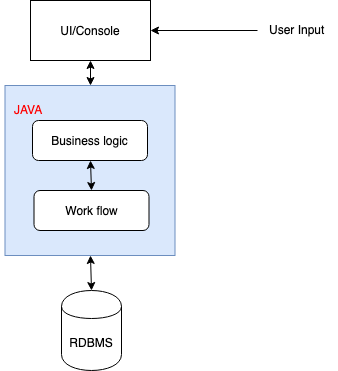 UI/Console
User Input
JAVA
Business logic
Work flow
RDBMS